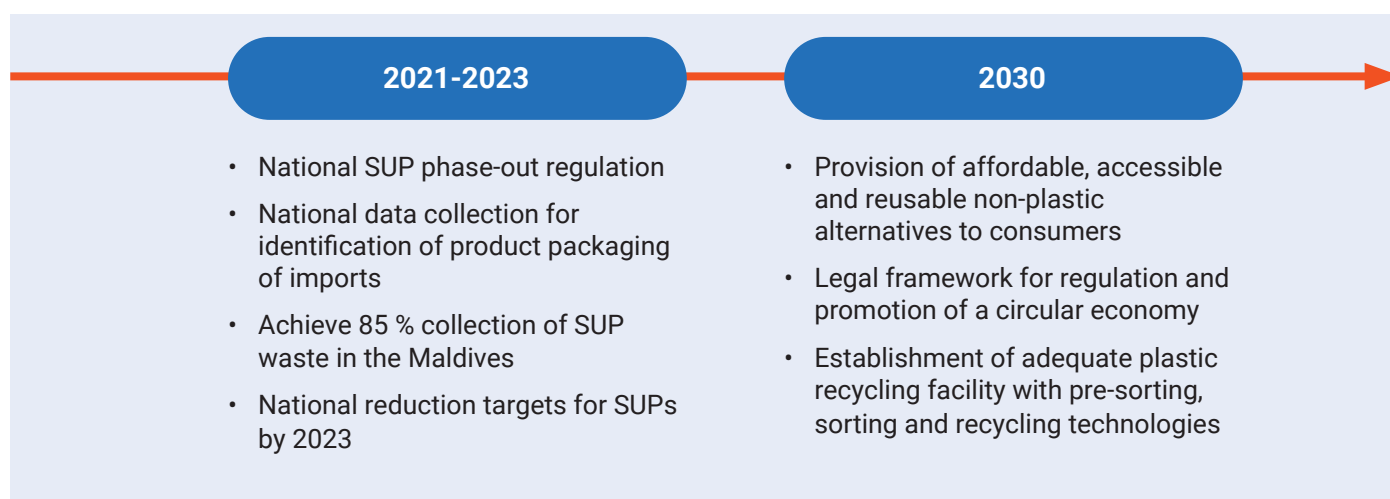 2021-2023
• National SUP phase-out regulation
• National data collection for
identification of product packaging
of imports
• Achieve 85 % collection of SUP
waste in the Maldives
• National reduction targets for SUPs
by 2023
2030
• Provision of affordable, accessible
and reusable non-plastic
alternatives to consumers
• Legal framework for regulation and
promotion of a circular economy
• Establishment of adequate plastic
recycling facility with pre-sorting,
sorting and recycling technologies